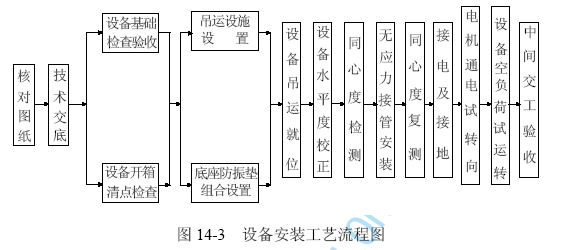 核对图纸
技术交底
设备基础
检查验收
设备开箱
清点检查
吊运设施
设 置
底座防振垫
组合设置
设备吊运就位
设备水平度校正
同心度检测
无应力接管安装
同心度复测
接电及接地
电机通电试转向
设备空负荷试运转
中间交工验收
图 14-3 设备安装工艺流程图